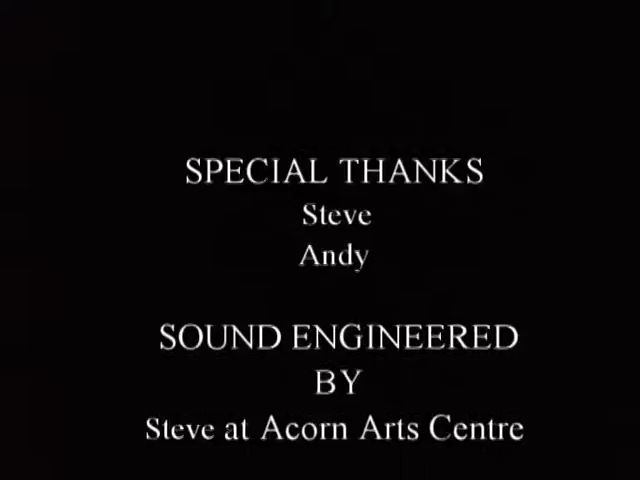 SPECIAL THANKS
Steve
Andy
SOUND ENGINEERED
BY
Steve at Acorn Arts Centre